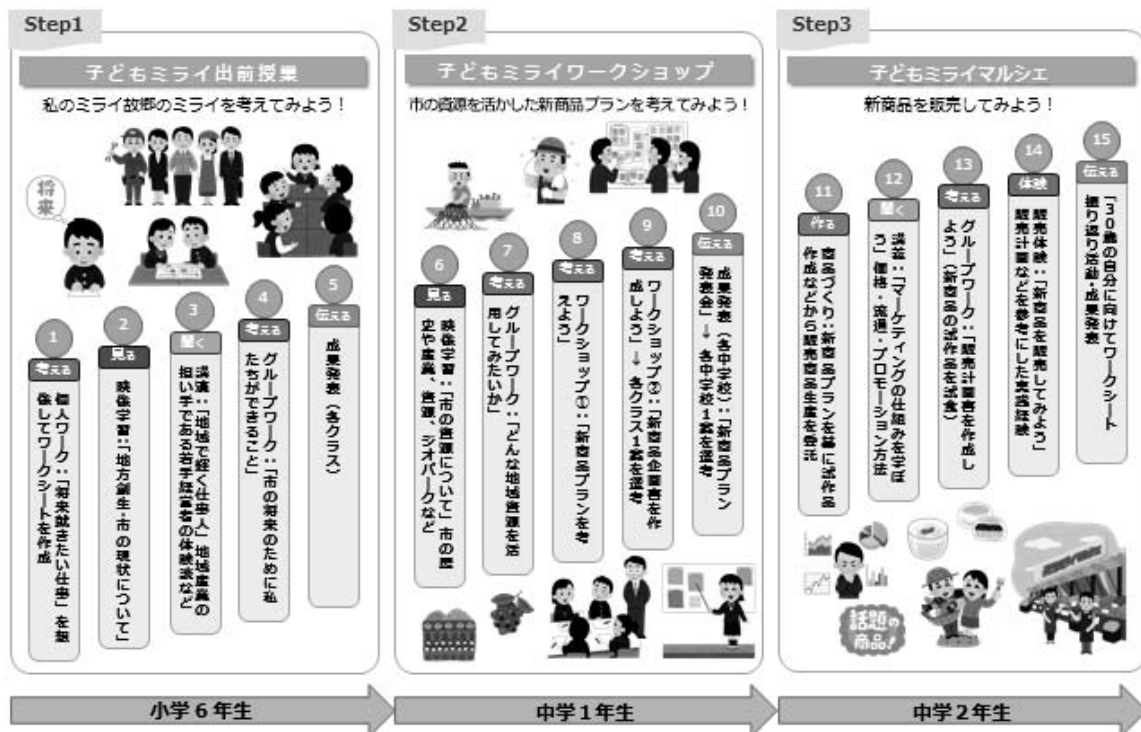 Step1
子どもミライ出前授業
私のミライ故郷のミライを考えてみよう！
将来
1
考える
個人ワーク：「将来就きたい仕事」を想
像してワークシートを作成
2
見る
映像学習：「地方創生・市の現状について」
3
聞く
講演：「地域で輝く仕事人」地域産業の
担い手である若手経営者の体験談など
4
考える
グループワーク：「市の将来のために私
たちができること」
5
伝える
成果発表（各クラス）
小学６年生
Step2
子どもミライワークショップ
市の資源を活かした新商品プランを考えてみよう！
6
見る
映像学習：「市の資源について」市の歴
史や産業、資源、ジオパークなど
7
考える
グループワーク：「どんな地域資源を活
用してみたいか」
8
考える
ワークショップ①：「新商品プランを考
えよう」
9
考える
ワークショップ②：「新商品企画書を作
成しよう」→ 各クラス１案を選考
10
伝える
成果発表（各中学校）：「新商品プラン
発表会」→ 各中学校１案を選考
中学１年生
Step3
子どもミライマルシェ
新商品を販売してみよう！
11
作る
商品づくり：新商品プランを基に試作品
作成などから販売商品生産を委託
12
聞く
講義：「マーケティングの仕組みを学ぼ
う」価格・流通・プロモーション方法
13
考える
グループワーク：「販売計画書を作成し
よう」（新商品の試作品を試食）
14
体験
販売体験：「新商品を販売してみよう」
販売計画などを参考にした実践経験
15
伝える
「３０歳の自分に向けてワークシート
振り返り活動・成果発表
話題の
商品！
中学２年生